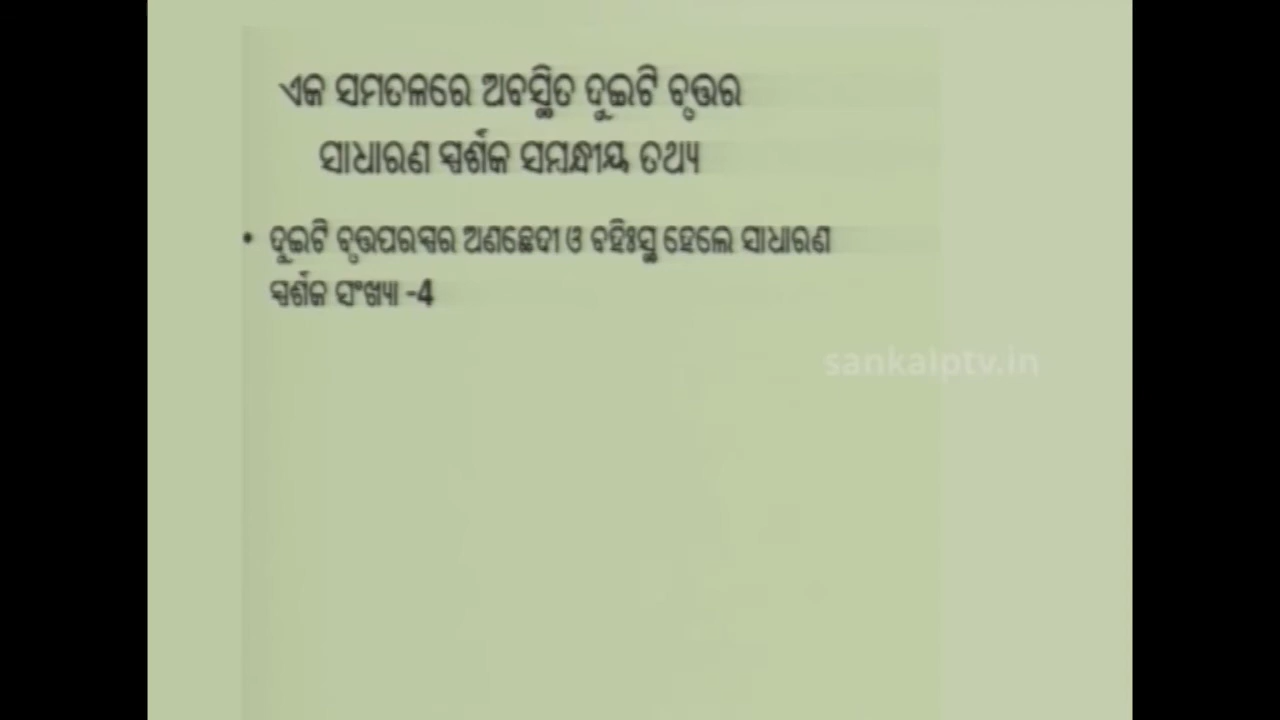 ଏକ ସମତଳରେ ଅବସ୍ଥିତ ଦୁଇଟି ବୃତ୍ତର
ସାଧାରଣ ସ୍ପର୍ଶକ ସମ୍ବନ୍ଧୀୟ ତଥ୍ୟ
• ଦୁଇଟି ବୃତ୍ତପରସ୍ପର ଅଣଛେଦୀ ଓ ବହିଃସ୍ଥ ହେଲେ ସାଧାରଣ
ସ୍ପର୍ଶକ ସଂଖ୍ୟା -4
sankalptv.in